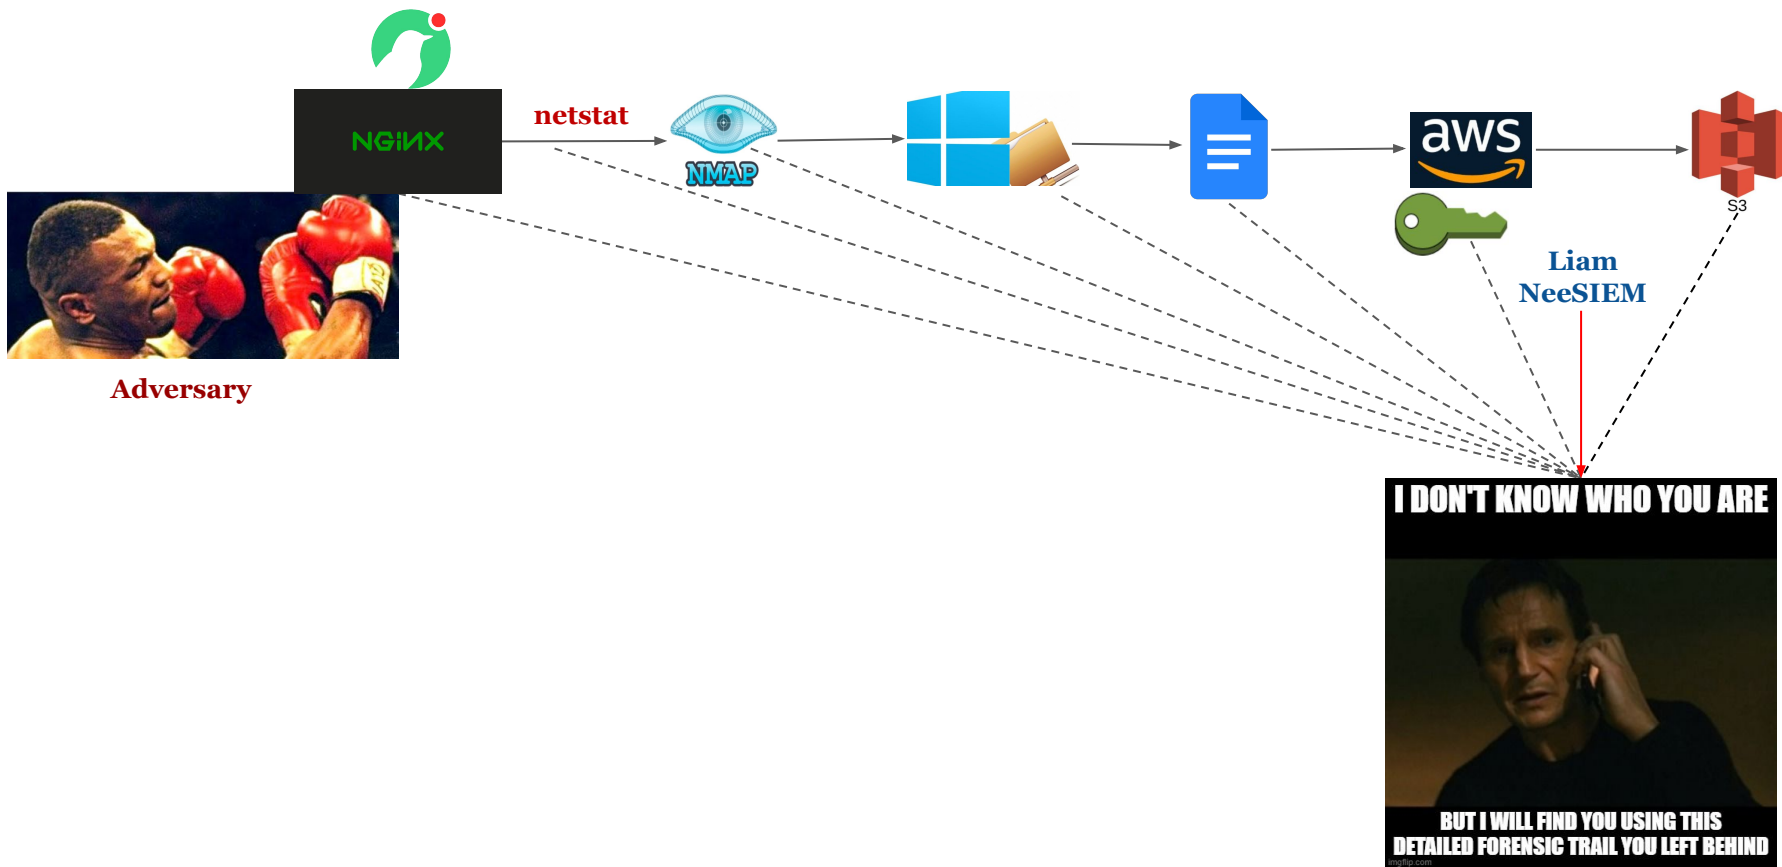 netstat
NGINX
NMAP
aws
S3
Adversary
Liam
NeeSIEM
I DON'T KNOW WHO YOU ARE
BUT I WILL FIND YOU USING THIS
DETAILED FORENSIC TRAIL YOU LEFT BEHIND
imgflip.com